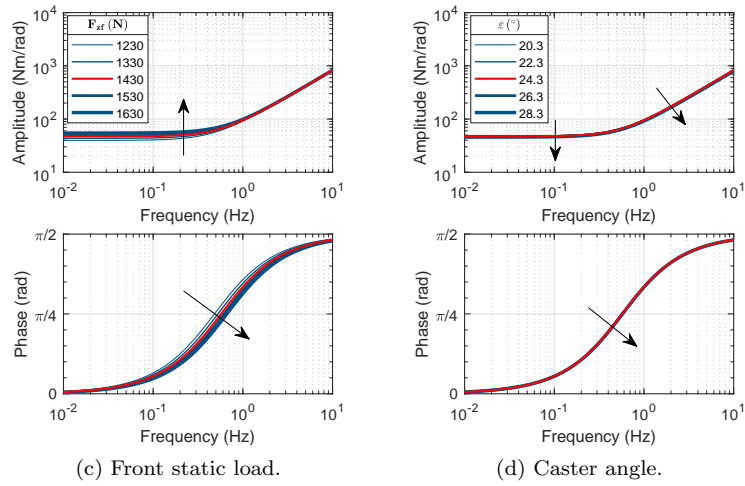 F_zf (N)
1230
1330
1430
1530
1630
Amplitude (Nm/rad)
10^4
10^3
10^2
10^1
10^-2
10^-1
10^0
10^1
Frequency (Hz)
ε (°)
20.3
22.3
24.3
26.3
28.3
Amplitude (Nm/rad)
10^4
10^3
10^2
10^1
10^-2
10^-1
10^0
10^1
Frequency (Hz)
Phase (rad)
π/2
π/4
0
10^-2
10^-1
10^0
10^1
Frequency (Hz)
Phase (rad)
π/2
π/4
0
10^-2
10^-1
10^0
10^1
Frequency (Hz)
(c) Front static load.
(d) Caster angle.